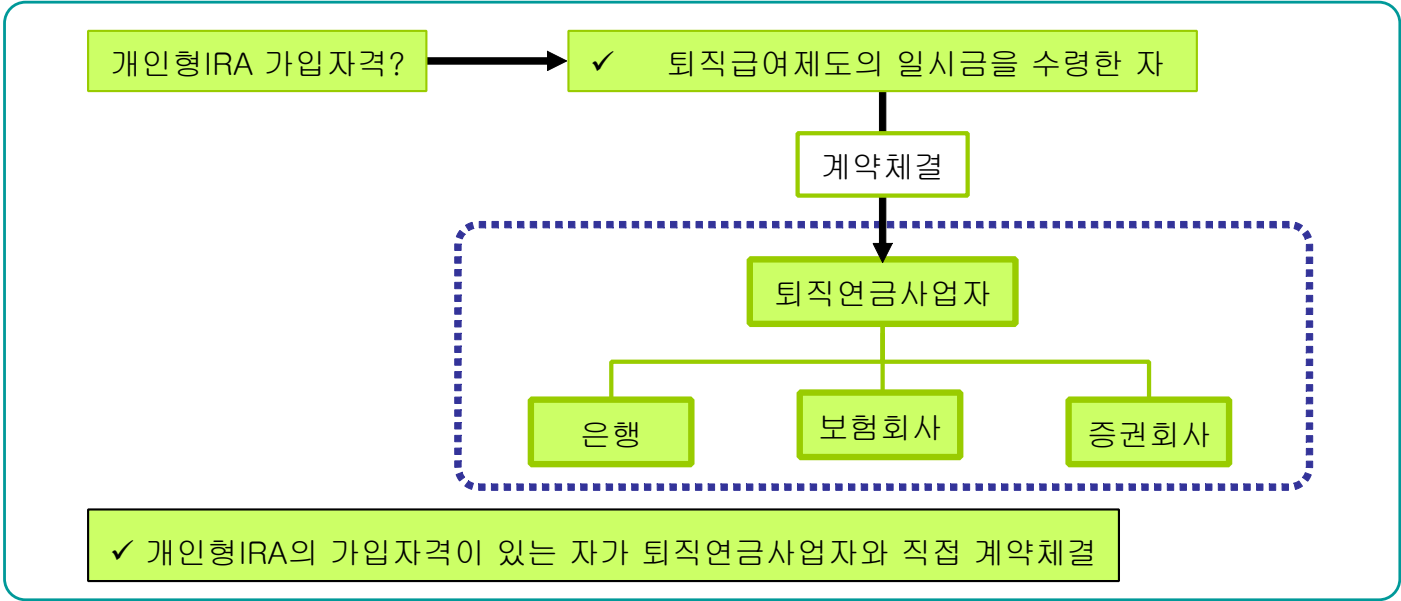 개인형IRA 가입자격?
✓ 퇴직급여제도의 일시금을 수령한 자
계약체결
퇴직연금사업자
은행
보험회사
증권회사
✓ 개인형IRA의 가입자격이 있는 자가 퇴직연금사업자와 직접 계약체결